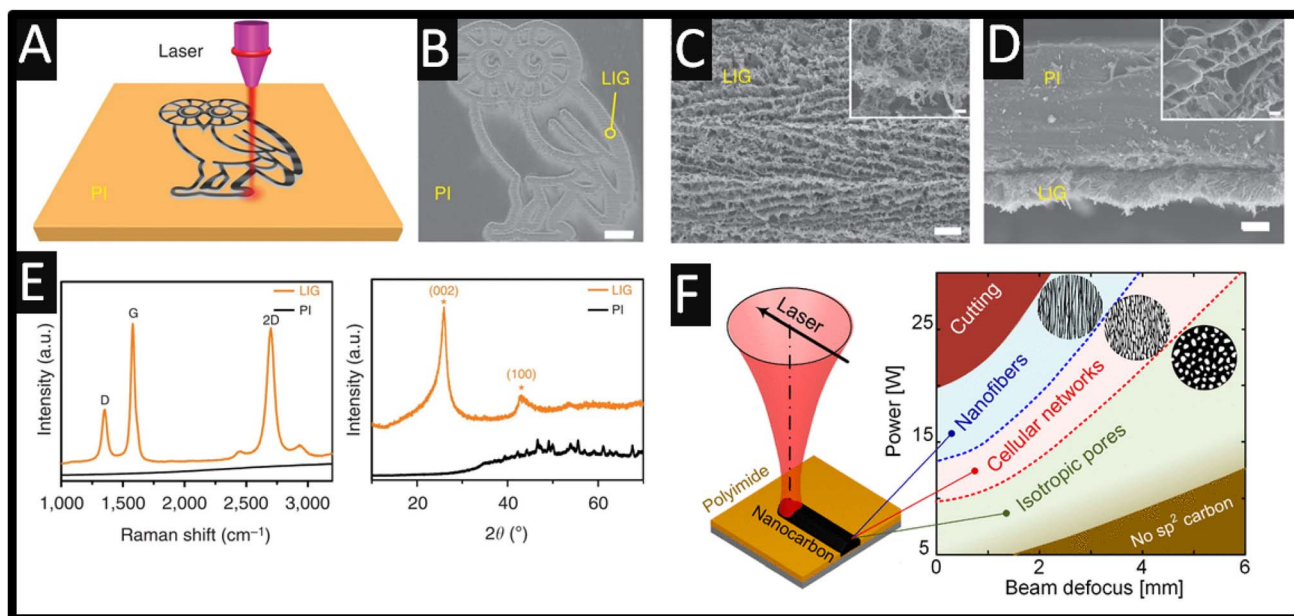 A
Laser
PI
B
LIG
PI
C
LIG
D
PI
LIG
E
Intensity (a.u.)
LIG
PI
D
G
2D
1,000 1,500 2,000 2,500 3,000
Raman shift (cm⁻¹)
Intensity (a.u.)
(002)
*
(100)
*
LIG
PI
20 40 60
2θ (°)
F
Laser
Polyimide
Nanocarbon
Power [W]
25
15
5
Cutting
Nanofibers
Cellular networks
Isotropic pores
No sp² carbon
0 2 4 6
Beam defocus [mm]